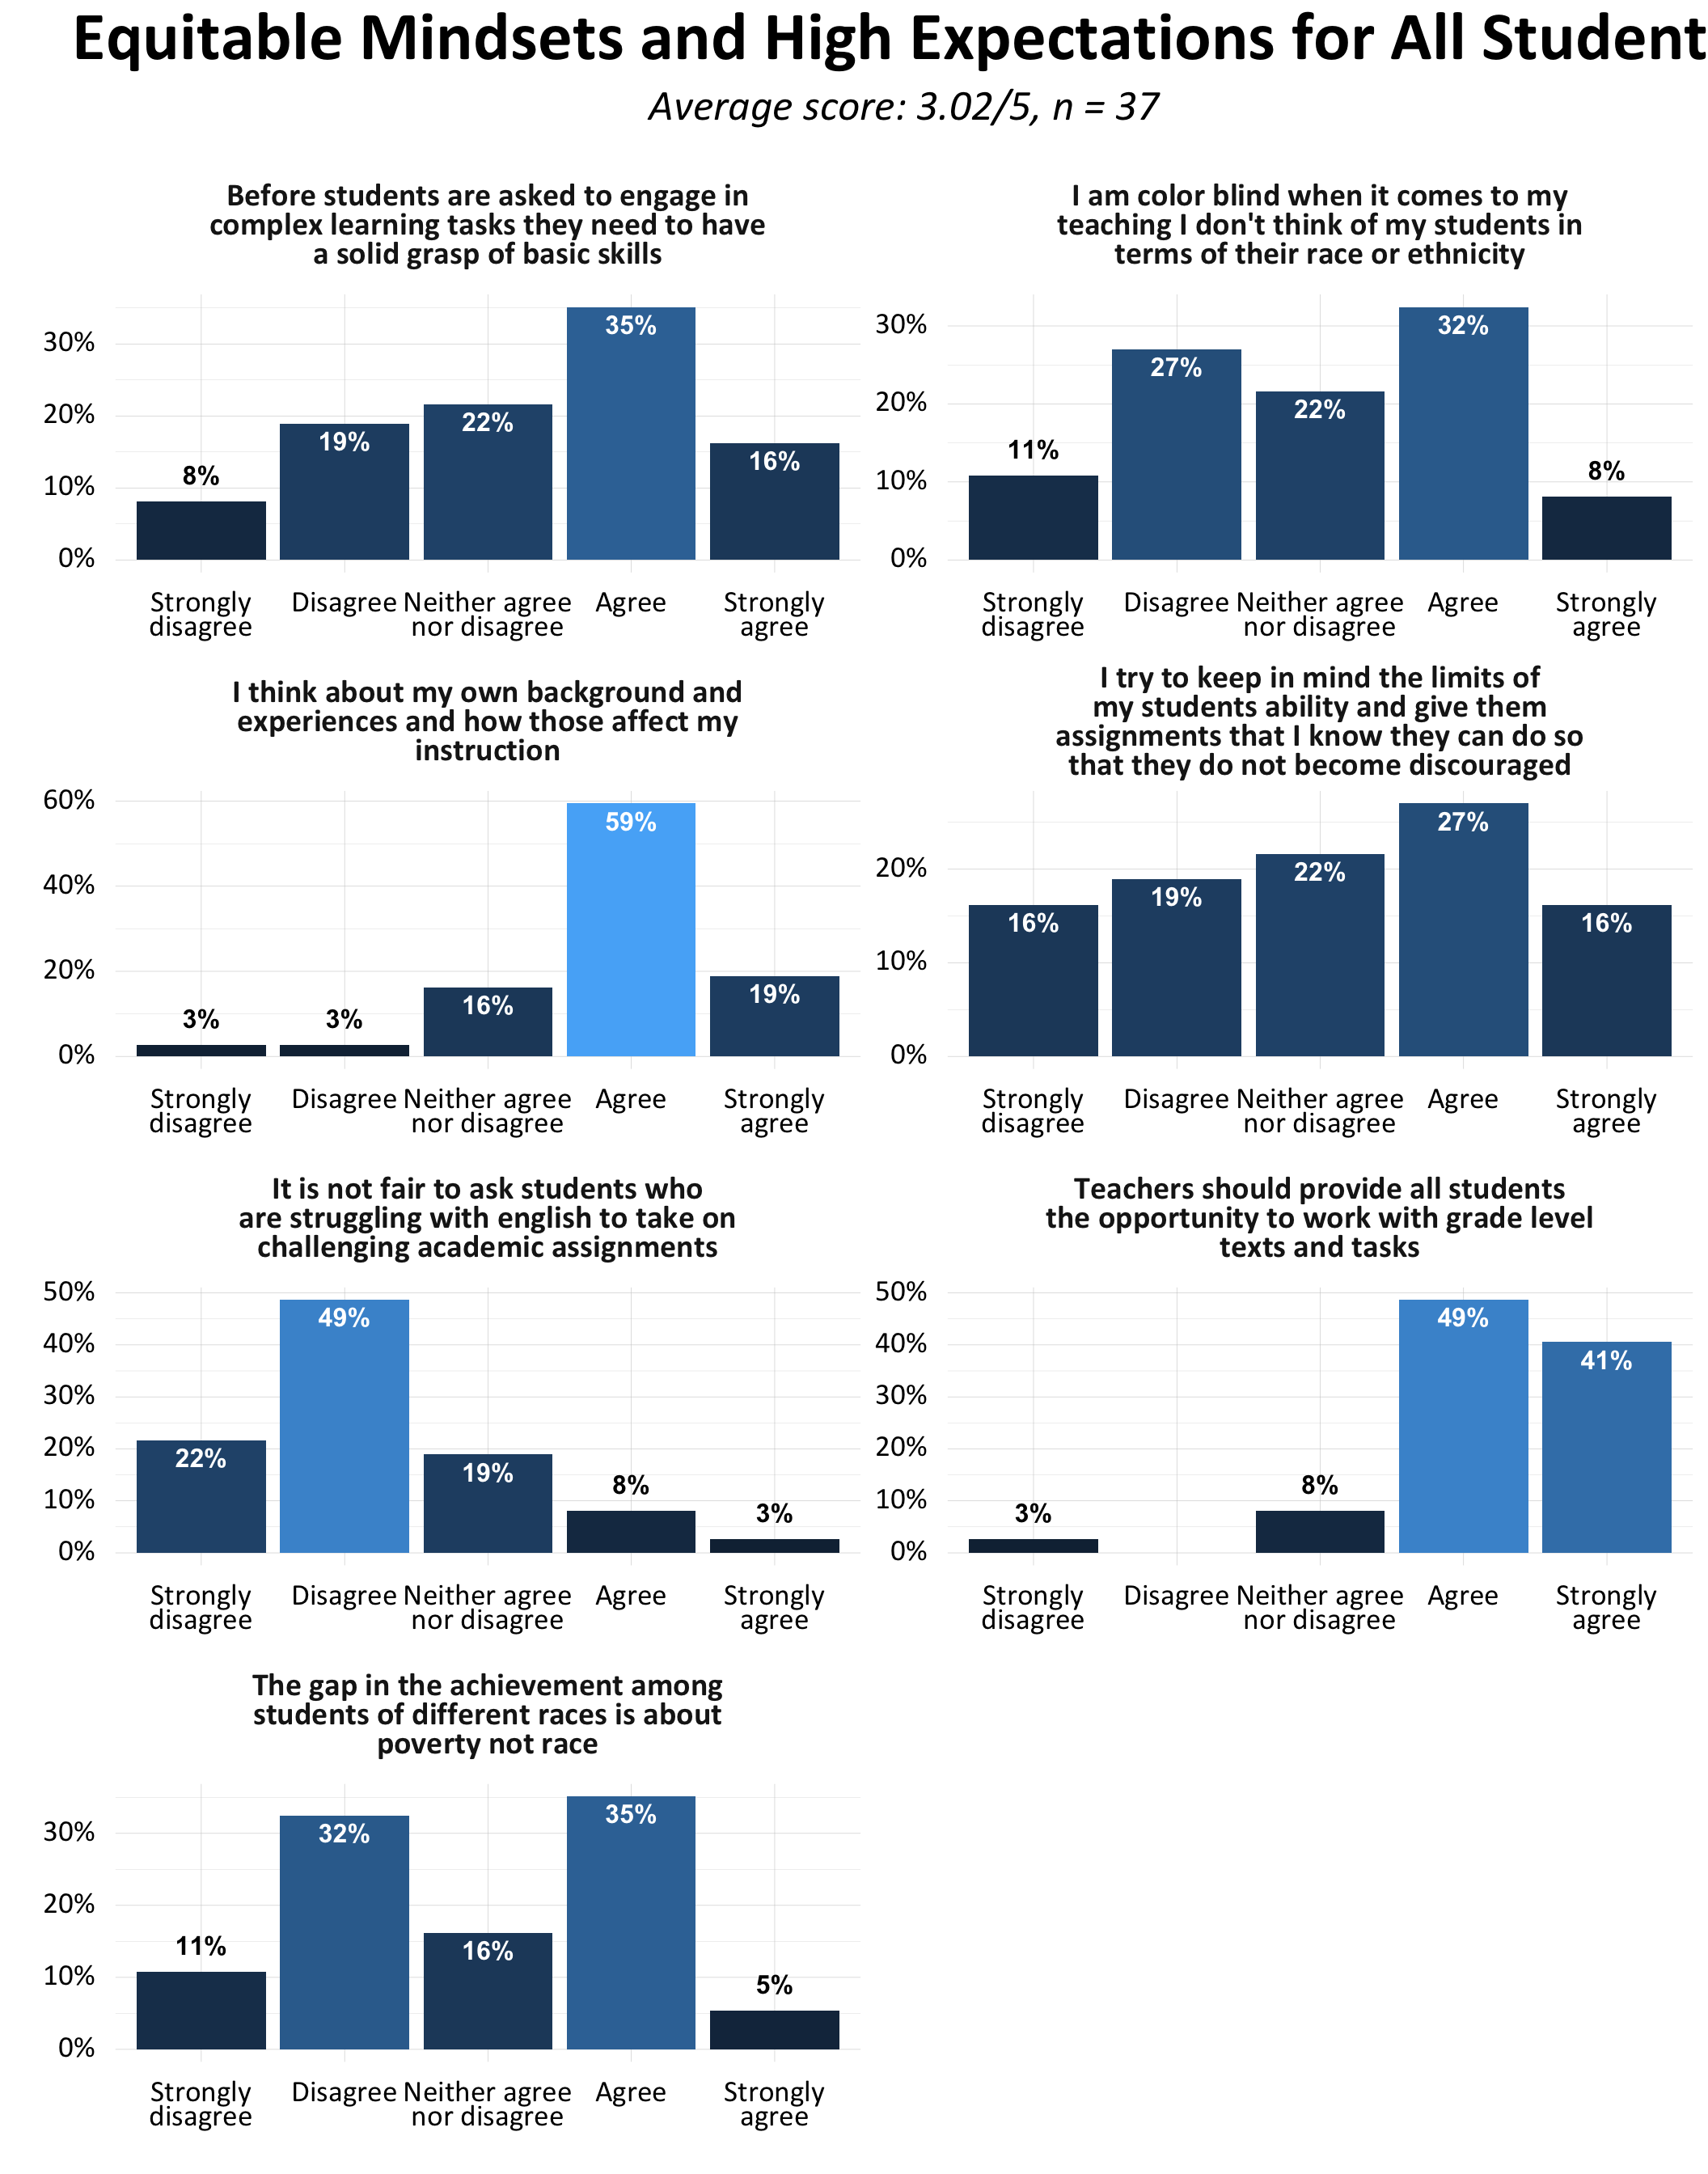 Equitable Mindsets and High Expectations for All Student
Average score: 3.02/5, n = 37
Before students are asked to engage in
complex learning tasks they need to have
a solid grasp of basic skills
30%
20%
10%
0%
8%
19%
22%
35%
16%
Strongly
disagree
Disagree
Neither agree
nor disagree
Agree
Strongly
agree
I am color blind when it comes to my
teaching I don't think of my students in
terms of their race or ethnicity
30%
20%
10%
0%
11%
27%
22%
32%
8%
Strongly
disagree
Disagree
Neither agree
nor disagree
Agree
Strongly
agree
I think about my own background and
experiences and how those affect my
instruction
60%
40%
20%
0%
3%
3%
16%
59%
19%
Strongly
disagree
Disagree
Neither agree
nor disagree
Agree
Strongly
agree
I try to keep in mind the limits of
my students ability and give them
assignments that I know they can do so
that they do not become discouraged
20%
10%
0%
16%
19%
22%
27%
16%
Strongly
disagree
Disagree
Neither agree
nor disagree
Agree
Strongly
agree
It is not fair to ask students who
are struggling with english to take on
challenging academic assignments
50%
40%
30%
20%
10%
0%
22%
49%
19%
8%
3%
Strongly
disagree
Disagree
Neither agree
nor disagree
Agree
Strongly
agree
Teachers should provide all students
the opportunity to work with grade level
texts and tasks
50%
40%
30%
20%
10%
0%
3%
8%
49%
41%
Strongly
disagree
Disagree
Neither agree
nor disagree
Agree
Strongly
agree
The gap in the achievement among
students of different races is about
poverty not race
30%
20%
10%
0%
11%
32%
16%
35%
5%
Strongly
disagree
Disagree
Neither agree
nor disagree
Agree
Strongly
agree